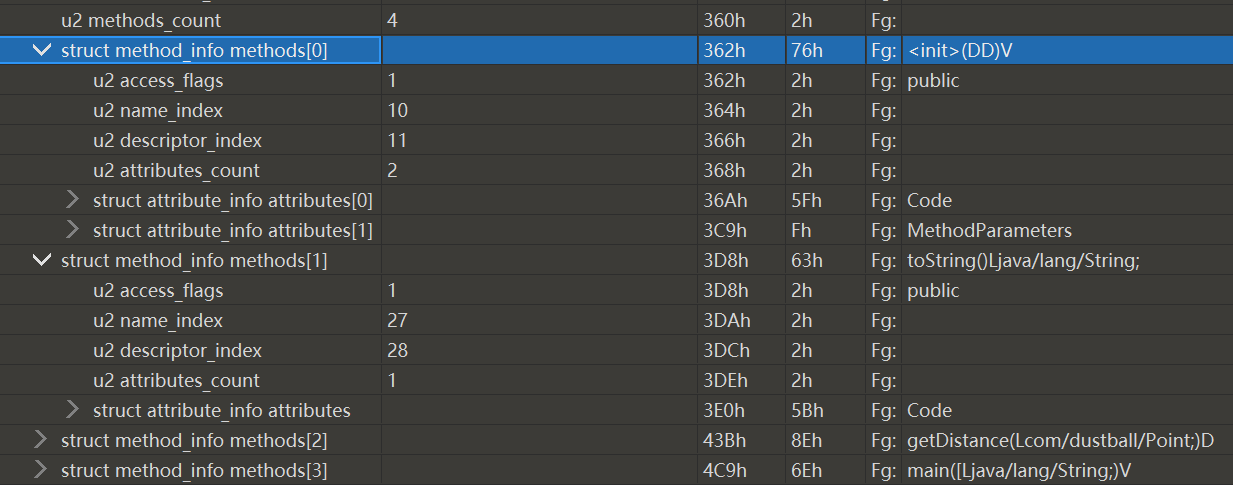 u2 methods_count 4 360h 2h Fg:
struct method_info methods[0] 362h 76h Fg: <init>(DD)V
u2 access_flags 1 362h 2h Fg: public
u2 name_index 10 364h 2h Fg:
u2 descriptor_index 11 366h 2h Fg:
u2 attributes_count 2 368h 2h Fg:
struct attribute_info attributes[0] 36Ah 5Fh Fg: Code
struct attribute_info attributes[1] 3C9h Fh Fg: MethodParameters
struct method_info methods[1] 3D8h 63h Fg: toString()Ljava/lang/String;
u2 access_flags 1 3D8h 2h Fg: public
u2 name_index 27 3DAh 2h Fg:
u2 descriptor_index 28 3DCh 2h Fg:
u2 attributes_count 1 3DEh 2h Fg:
struct attribute_info attributes 3E0h 5Bh Fg: Code
struct method_info methods[2] 43Bh 8Eh Fg: getDistance(Lcom/dustball/Point;)D
struct method_info methods[3] 4C9h 6Eh Fg: main([Ljava/lang/String;)V